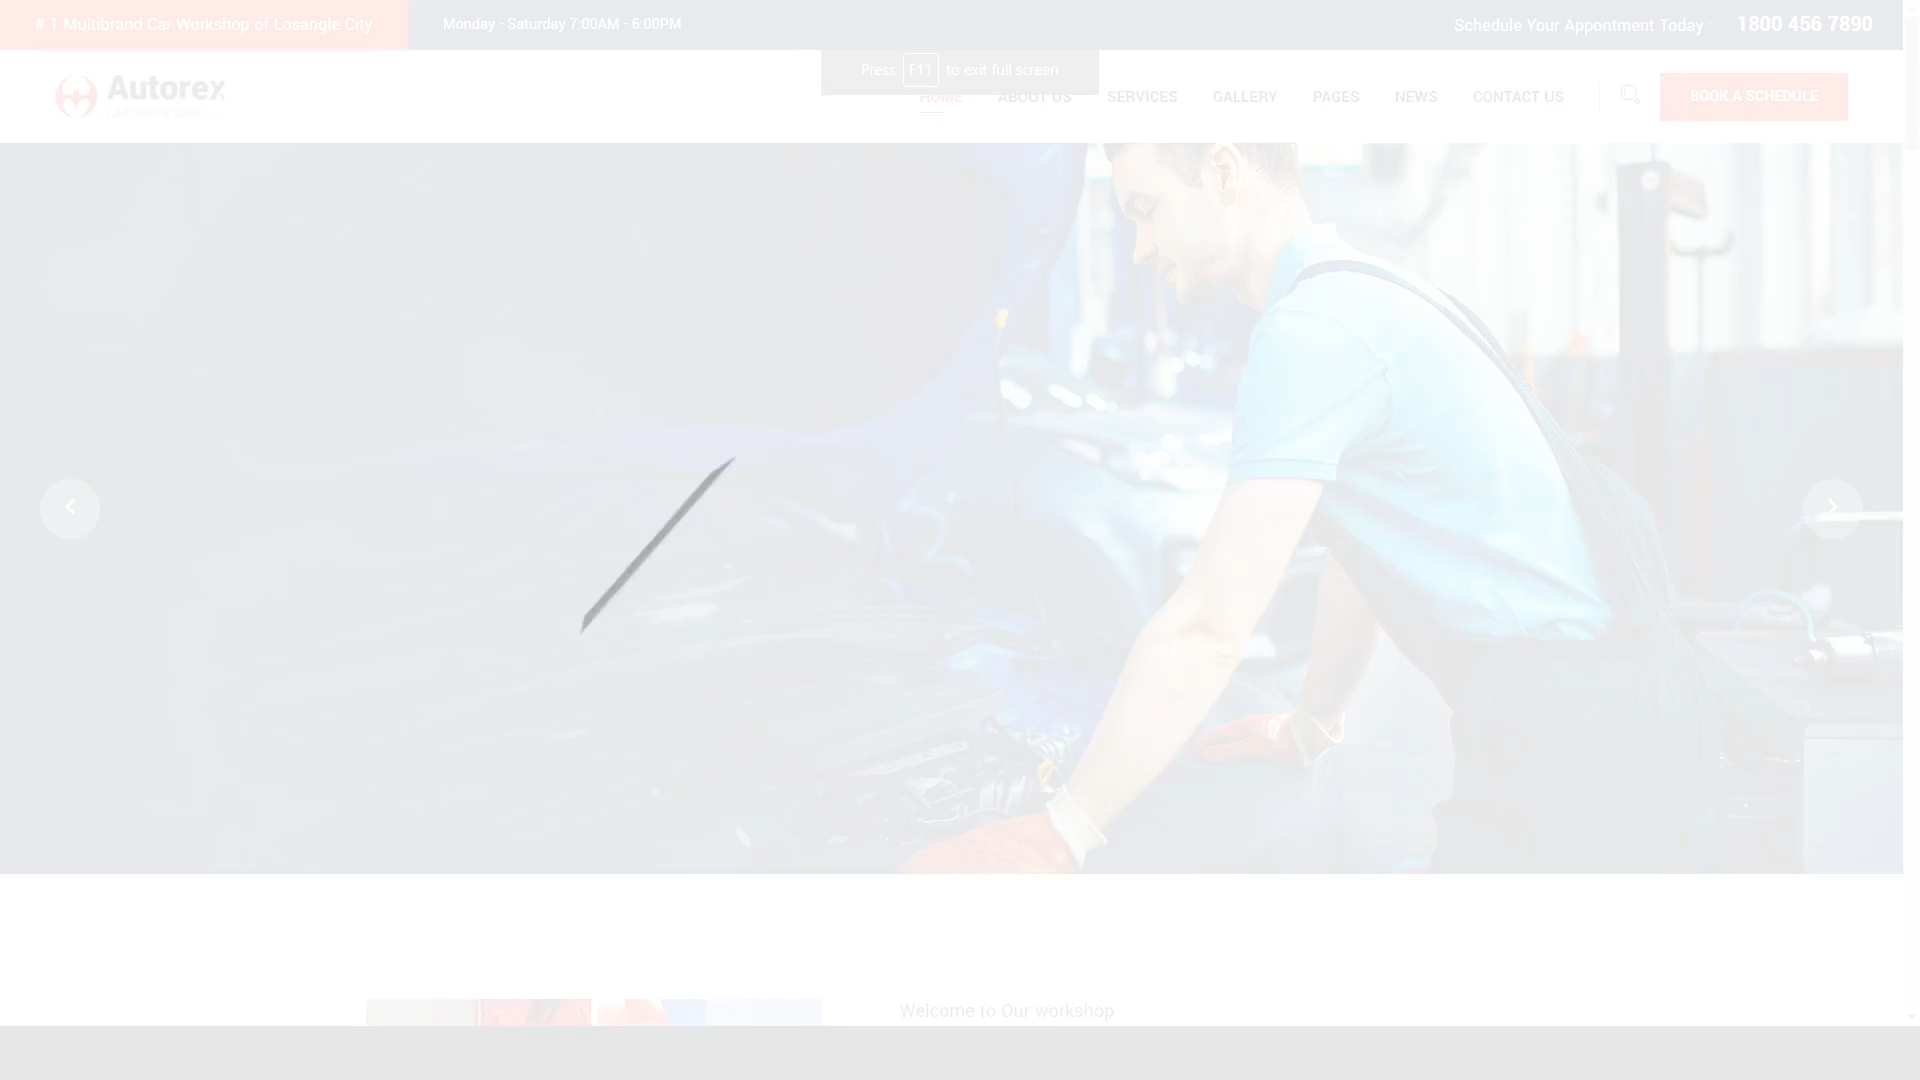 # 1 Multibrand Car Workshop of Losangle City
Monday - Saturday 7:00AM - 6:00PM
Schedule Your Appontment Today :
1800 456 7890
Press F11 to exit full screen
Autorex
HOME
ABOUT US
SERVICES
GALLERY
PAGES
NEWS
CONTACT US
BOOK A SCHEDULE
Welcome to Our workshop